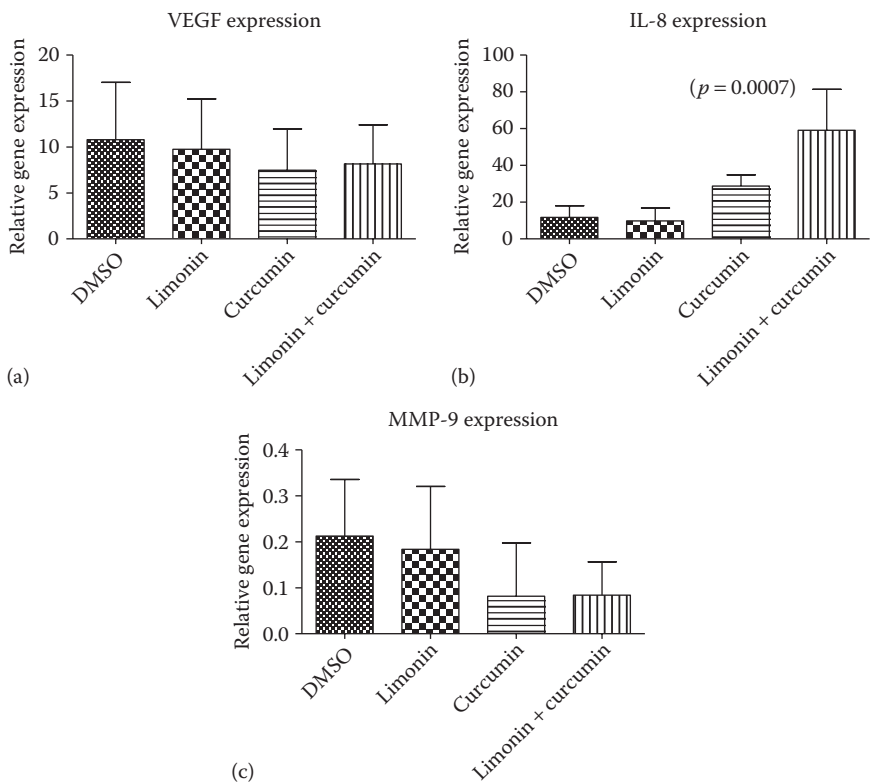 VEGF expression
Relative gene expression
20
15
10
5
0
DMSO
Limonin
Curcumin
Limonin + curcumin
(a)
IL-8 expression
Relative gene expression
100
80
60
40
20
0
(p = 0.0007)
DMSO
Limonin
Curcumin
Limonin + curcumin
(b)
MMP-9 expression
Relative gene expression
0.4
0.3
0.2
0.1
0.0
DMSO
Limonin
Curcumin
Limonin + curcumin
(c)